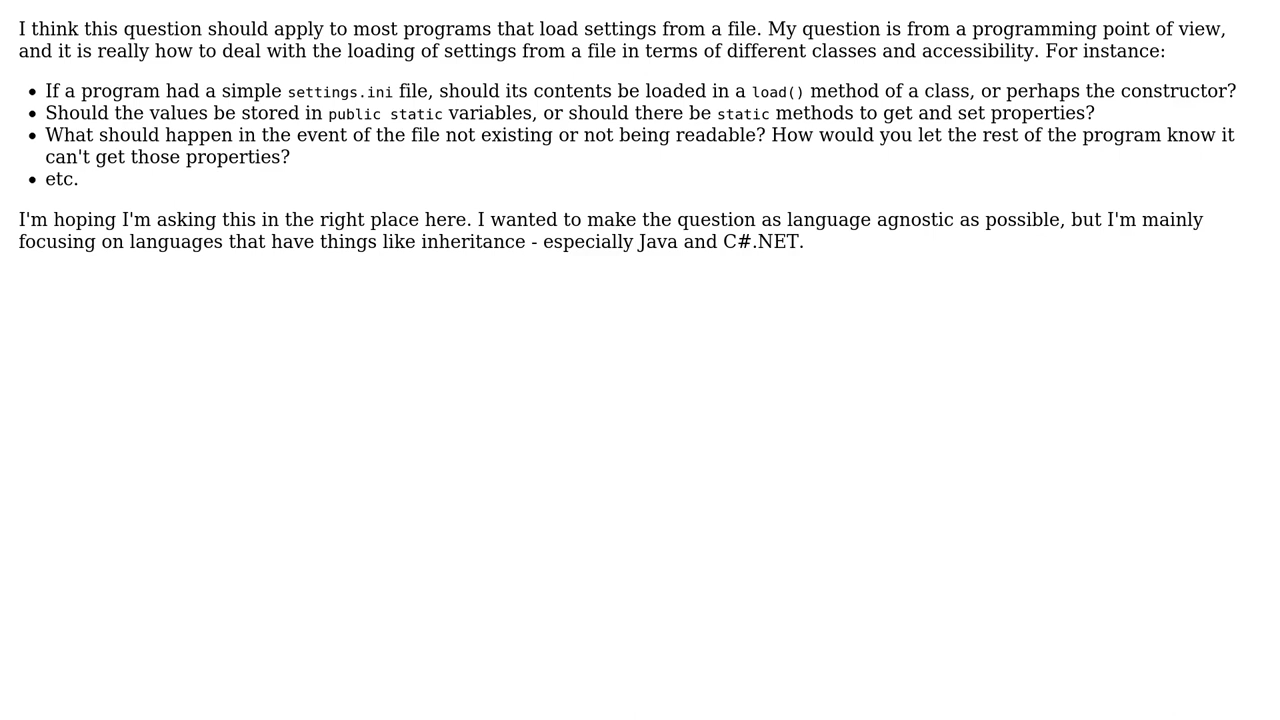 I think this question should apply to most programs that load settings from a file. My question is from a programming point of view,
and it is really how to deal with the loading of settings from a file in terms of different classes and accessibility. For instance:
• If a program had a simple settings.ini file, should its contents be loaded in a load() method of a class, or perhaps the constructor?
• Should the values be stored in public static variables, or should there be static methods to get and set properties?
• What should happen in the event of the file not existing or not being readable? How would you let the rest of the program know it
can't get those properties?
• etc.
I'm hoping I'm asking this in the right place here. I wanted to make the question as language agnostic as possible, but I'm mainly
focusing on languages that have things like inheritance - especially Java and C#.NET.